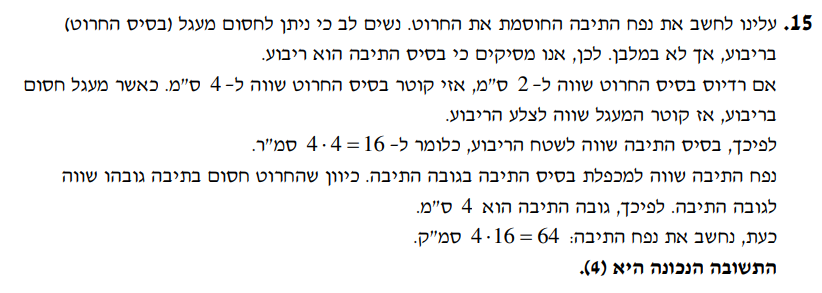 15. עלינו לחשב את נפח התיבה החוסמת את החרוט. נשים לב כי ניתן לחסום מעגל (בסיס החרוט)
בריבוע, אך לא במלבן. לכן, אנו מסיקים כי בסיס התיבה הוא ריבוע.
אם רדיוס בסיס החרוט שווה ל- 2 ס"מ, אזי קוטר בסיס החרוט שווה ל- 4 ס"מ. כאשר מעגל חסום
בריבוע, אז קוטר המעגל שווה לצלע הריבוע.
לפיכך, בסיס התיבה שווה לשטח הריבוע, כלומר ל- 4 · 4 = 16 סמ"ר.
נפח התיבה שווה למכפלת בסיס התיבה בגובה התיבה. כיוון שהחרוט חסום בתיבה גובהו שווה
לגובה התיבה. לפיכך, גובה התיבה הוא 4 ס"מ.
כעת, נחשב את נפח התיבה: 4 · 16 = 64 סמ"ק.
התשובה הנכונה היא (4).